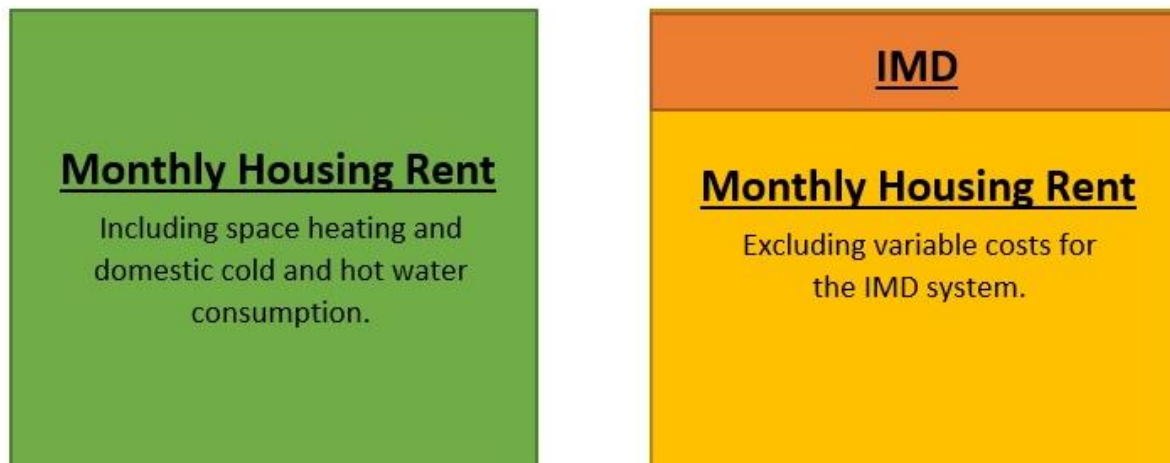 Monthly Housing Rent
Including space heating and
domestic cold and hot water
consumption.
IMD
Monthly Housing Rent
Excluding variable costs for
the IMD system.